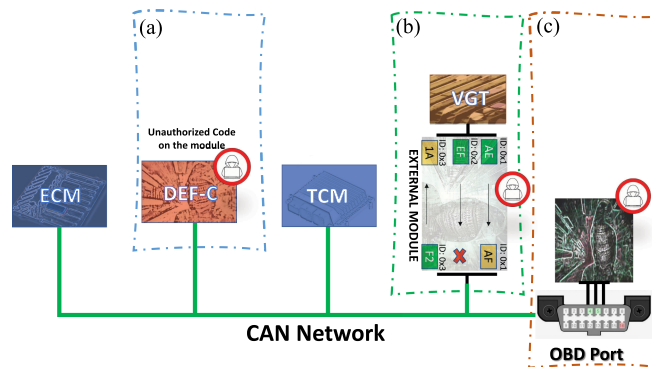 (a)
(b)
(c)
Unauthorized Code
on the module
ECM
DEF-C
TCM
VGT
EXTERNAL MODULE
1A
ID: 0x3
EF
ID: 0x2
AE
ID: 0x1
F2
ID: 0x3
AF
ID: 0x1
CAN Network
OBD Port